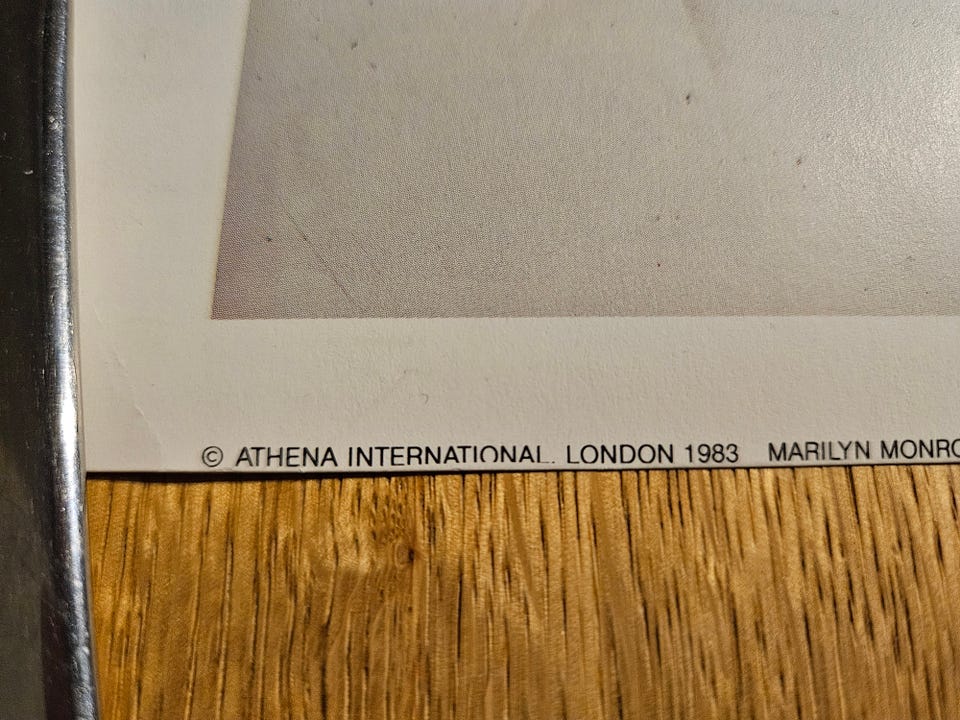 © ATHENA INTERNATIONAL. LONDON 1983 MARILYN MONRO